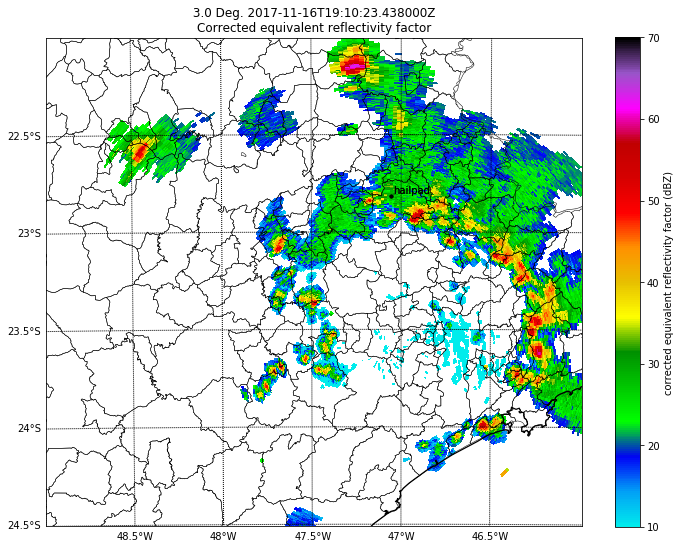 3.0 Deg. 2017-11-16T19:10:23.438000Z
Corrected equivalent reflectivity factor
70
60
50
40
30
20
10
corrected equivalent reflectivity factor (dBZ)
22.5°S
23°S
23.5°S
24°S
24.5°S
hailpad
48.5°W
48°W
47.5°W
47°W
46.5°W